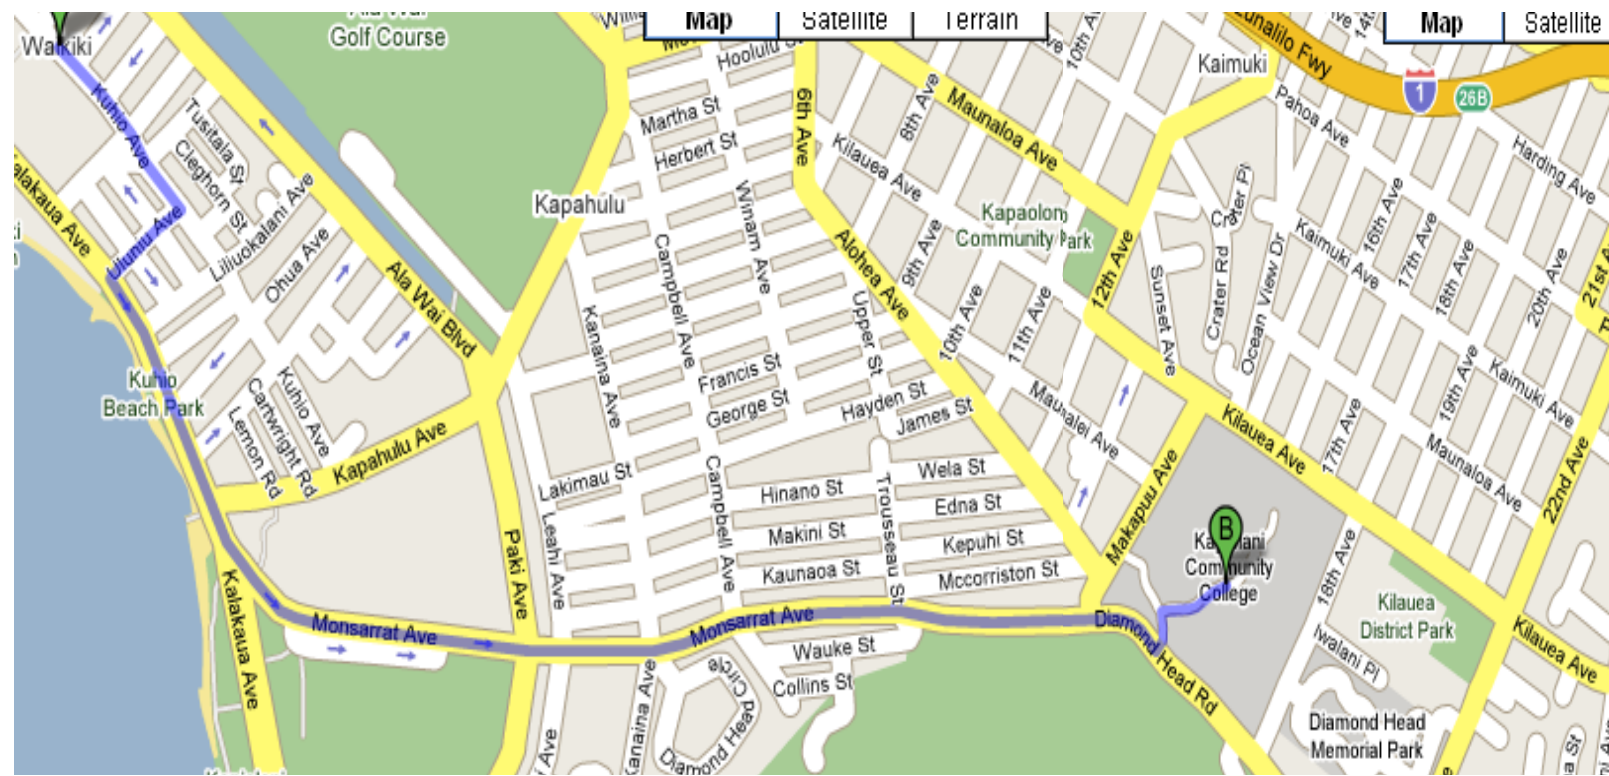 Map
Satellite
Terrain
Map
Satellite
Waikiki
Golf Course
Kuhio Ave
Tusitala St
Cleghorn St
Kuhio Ave
Uluniu Ave
Liliuokalani Ave
Ohua Ave
Ala Wai Blvd
Kuhio
Beach Park
Kuhio Ave
Cartwright Rd
Lemon Rd
Kapahulu Ave
Kapahulu
Hoolulu St
Martha St
Herbert St
Winam Ave
Campbell Ave
Kanaina Ave
Francis St
George St
Upper St
Hayden St
James St
Lakimau St
Leahi Ave
Paki Ave
Campbell Ave
Hinano St
Makini St
Kaunaoa St
Trousseau St
Wela St
Edna St
Kepuhi St
Mccorriston St
Kalakaua Ave
Monsarrat Ave
Monsarrat Ave
Wauke St
Collins St
Diamond Head Circle
Kanaina Ave
Ave
6th Ave
Kilauea Ave
8th Ave
Maunaloa Ave
10th Ave
Alohea Ave
9th Ave
10th Ave
11th Ave
Kapaolono
Community Park
12th Ave
Maunalei Ave
Makapuu Ave
Kaimuki
Lunalilo Fwy
1
26B
Pahoa Ave
Harding Ave
Crater Pl
Crater Rd
Sunset Ave
Ocean View Dr
Kaimuki Ave
16th Ave
17th Ave
18th Ave
20th Ave
19th Ave
Kaimuki Ave
Maunaloa Ave
17th Ave
22nd Ave
Kilauea Ave
18th Ave
B
Kapiolani
Community
College
Diamond Head Rd
Iwalani Pl
Kilauea
District Park
Kilauea Ave
Diamond Head
Memorial Park